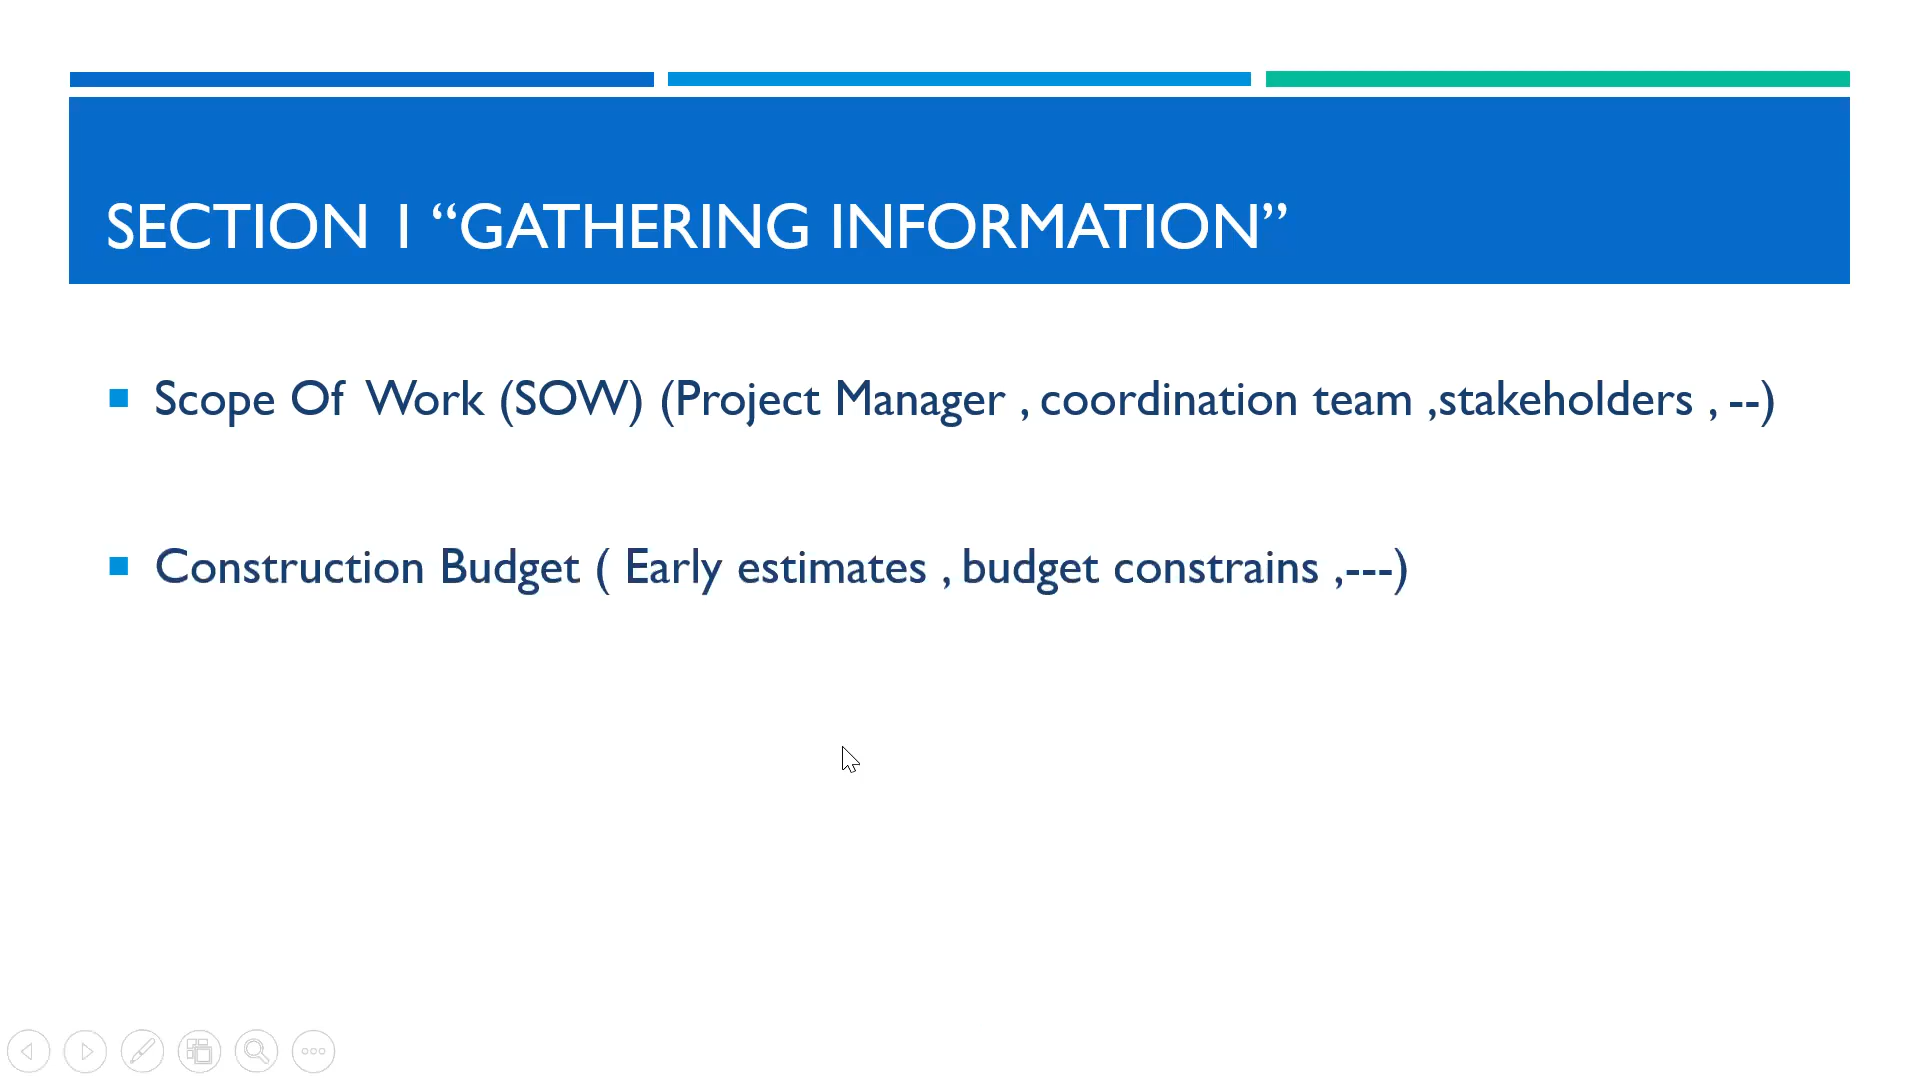 SECTION 1 “GATHERING INFORMATION”
Scope Of Work (SOW) (Project Manager , coordination team ,stakeholders , --)
Construction Budget ( Early estimates , budget constrains ,---)